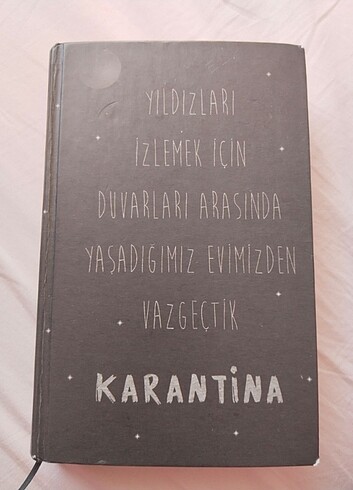 YILDIZLARI
İZLEMEK İÇİN
DUVARLARI ARASINDA
YAŞADIĞIMIZ EVİMİZDEN
VAZGEÇTİK
KARANTİNA